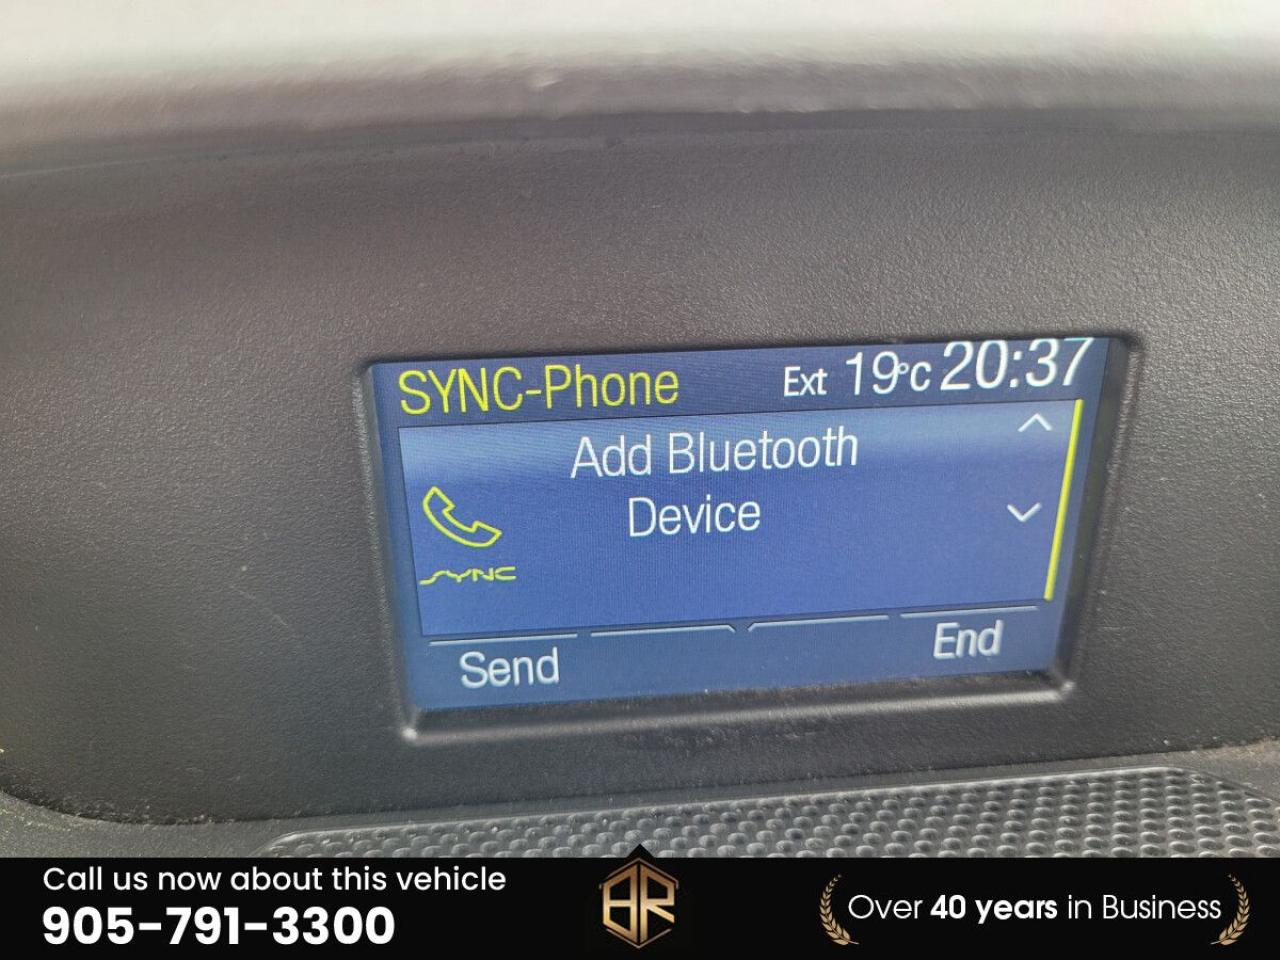 SYNC-Phone Ext 19°C 20:37
Add Bluetooth
Device
SYNC
Send End
Call us now about this vehicle
905-791-3300
BR
Over 40 years in Business